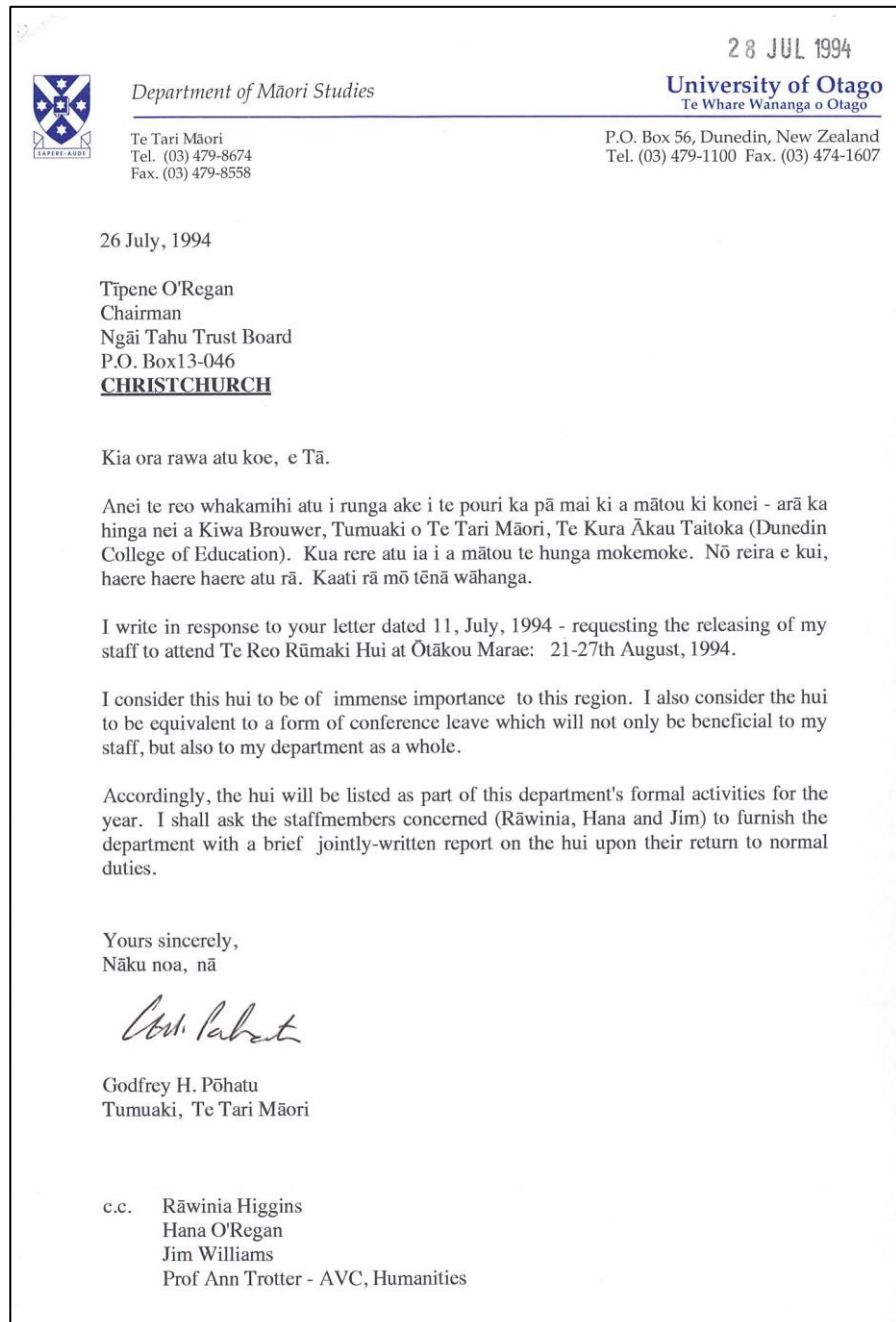 28 JUL 1994
Department of Māori Studies
University of Otago
Te Whare Wananga o Otago
SAPERE-AUDE
Te Tari Māori
Tel. (03) 479-8674
Fax. (03) 479-8558
P.O. Box 56, Dunedin, New Zealand
Tel. (03) 479-1100 Fax. (03) 474-1607
26 July, 1994
Tīpene O'Regan
Chairman
Ngāi Tahu Trust Board
P.O. Box13-046
CHRISTCHURCH
Kia ora rawa atu koe, e Tā.
Anei te reo whakamihi atu i runga ake i te pouri ka pā mai ki a mātou ki konei - arā ka
hinga nei a Kiwa Brouwer, Tumuaki o Te Tari Māori, Te Kura Ākau Taitoka (Dunedin
College of Education). Kua rere atu ia i a mātou te hunga mokemoke. Nō reira e kui,
haere haere haere atu rā. Kaati rā mō tēnā wāhanga.
I write in response to your letter dated 11, July, 1994 - requesting the releasing of my
staff to attend Te Reo Rūmaki Hui at Ōtākou Marae: 21-27th August, 1994.
I consider this hui to be of immense importance to this region. I also consider the hui
to be equivalent to a form of conference leave which will not only be beneficial to my
staff, but also to my department as a whole.
Accordingly, the hui will be listed as part of this department's formal activities for the
year. I shall ask the staffmembers concerned (Rāwinia, Hana and Jim) to furnish the
department with a brief jointly-written report on the hui upon their return to normal
duties.
Yours sincerely,
Nāku noa, nā
Godfrey H. Pōhatu
Tumuaki, Te Tari Māori
c.c. Rāwinia Higgins
Hana O'Regan
Jim Williams
Prof Ann Trotter - AVC, Humanities